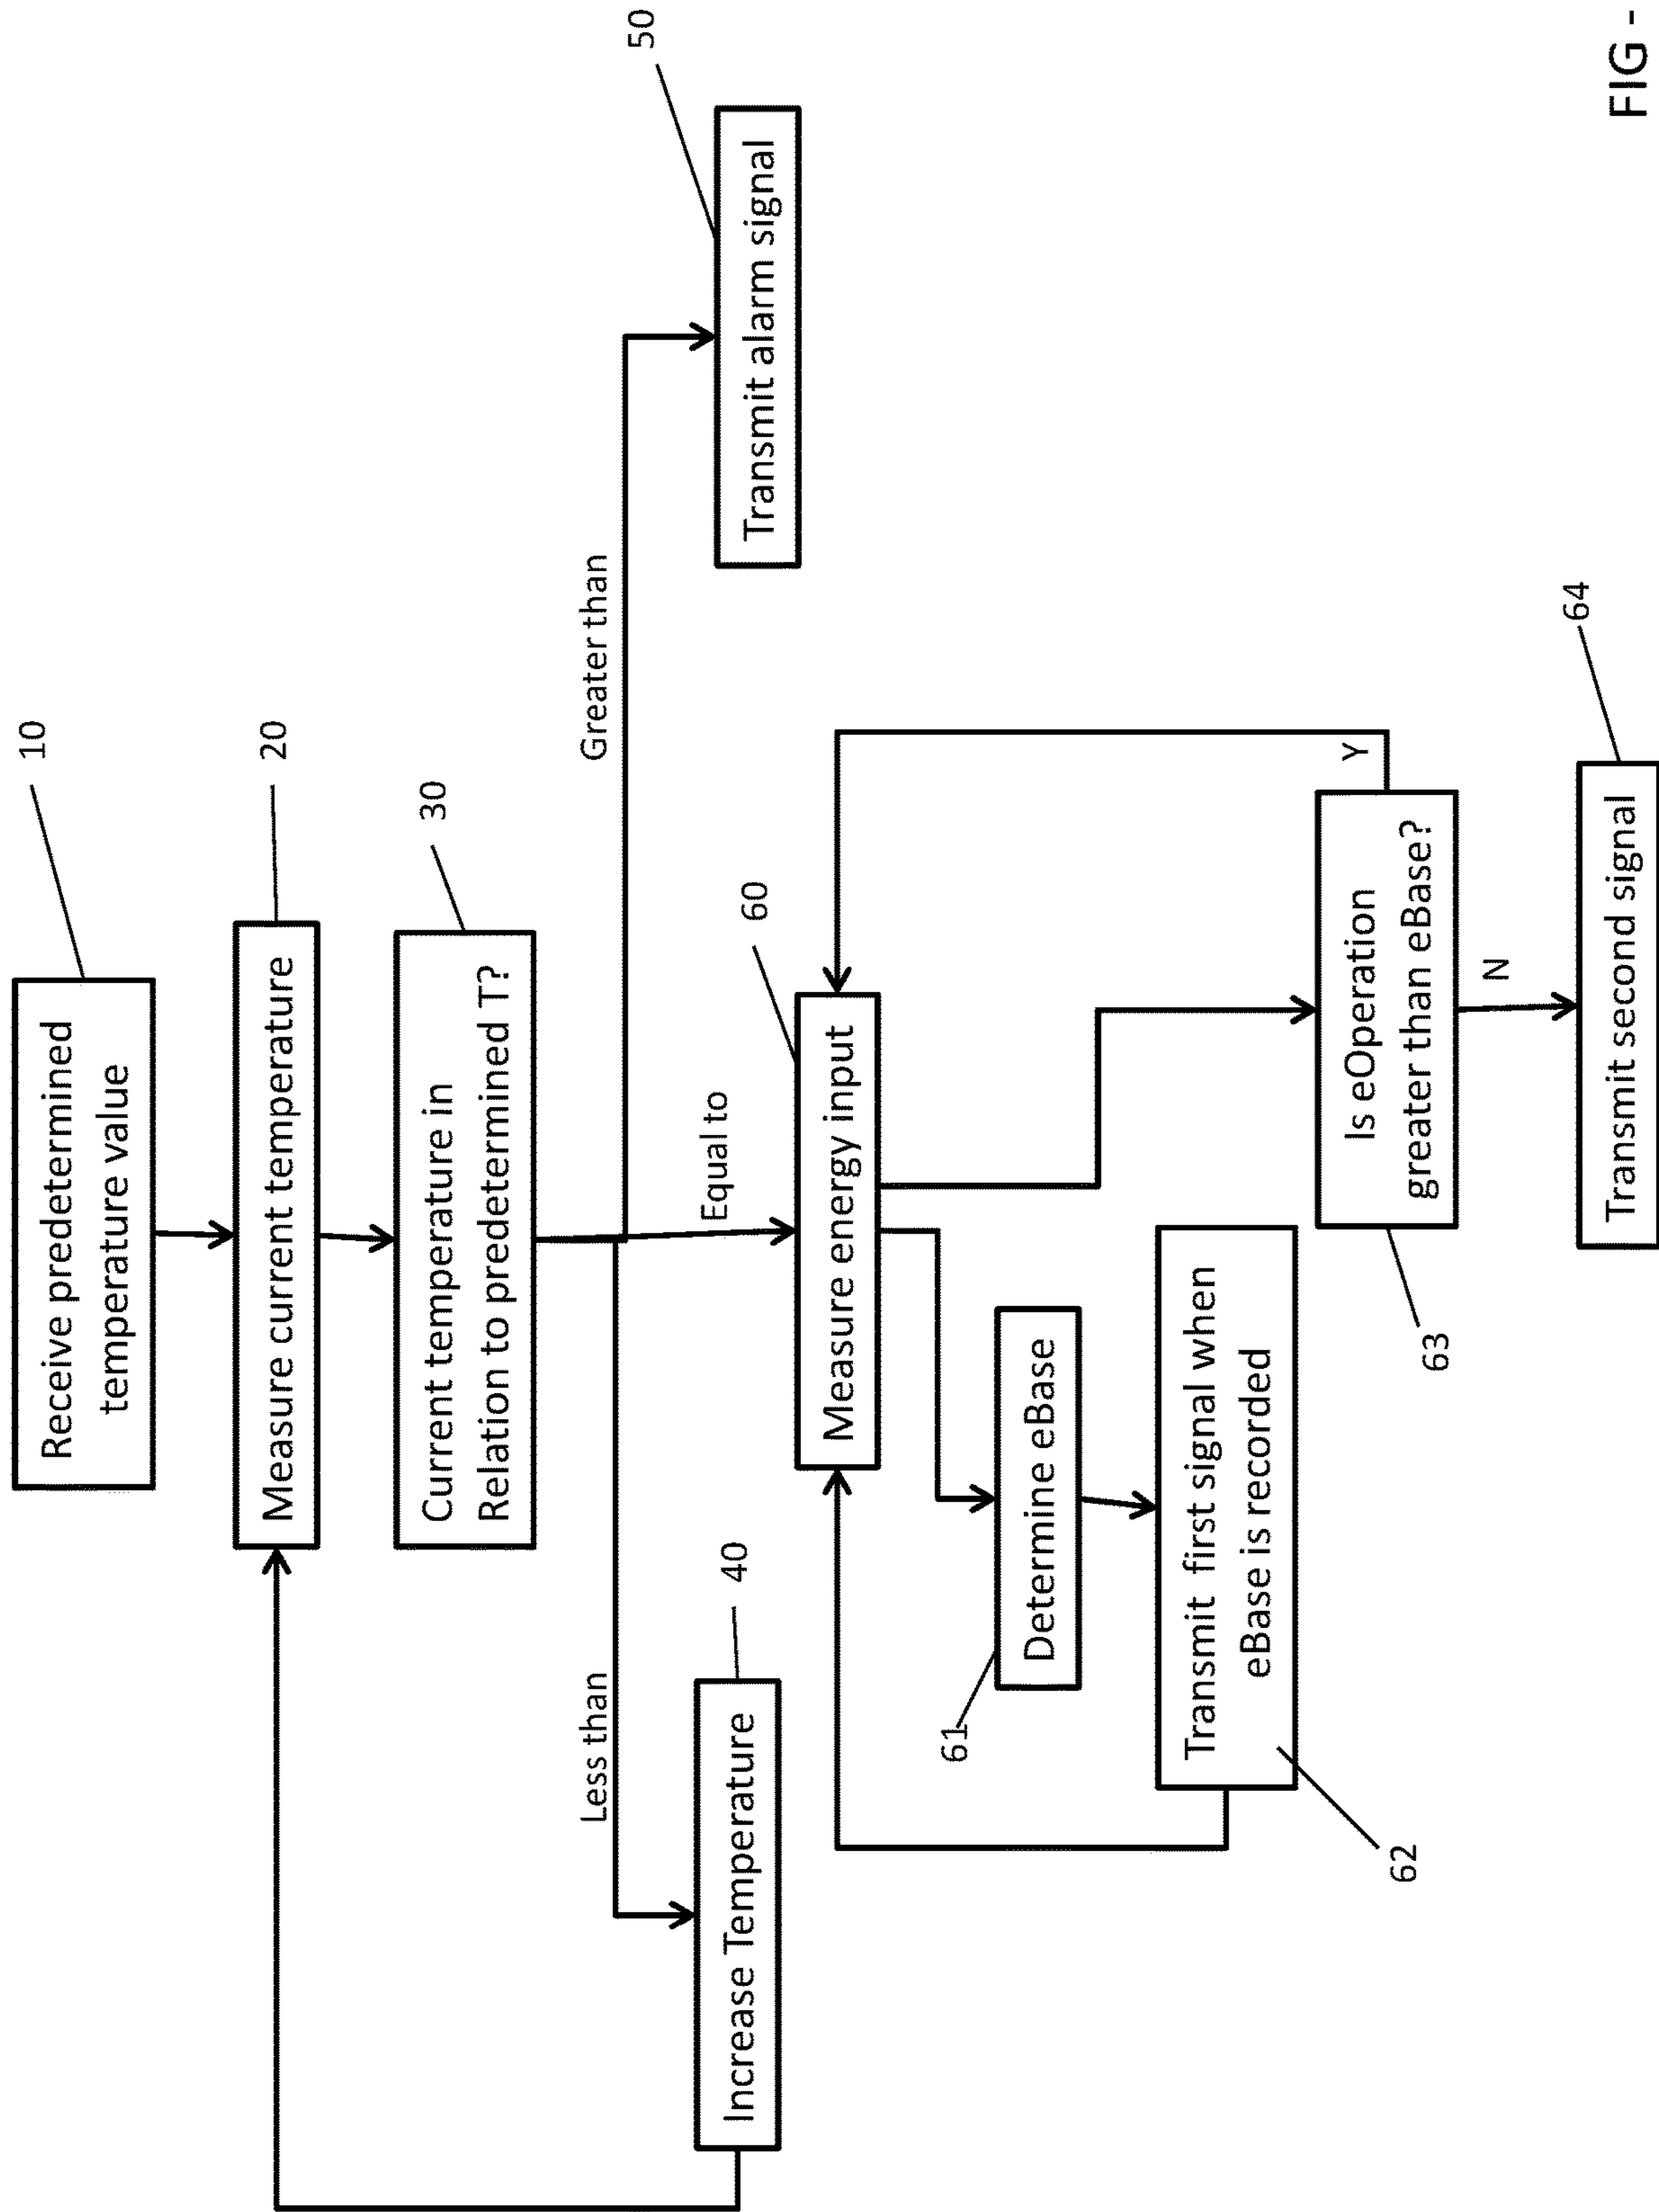 10
Receive predetermined
temperature value
20
Measure current temperature
30
Current temperature in
Relation to predetermined T?
Less than
Equal to
Greater than
40
Increase Temperature
50
Transmit alarm signal
60
Measure energy input
61
Determine eBase
Transmit first signal when
eBase is recorded
62
Is eOperation
greater than eBase?
63
Y
N
64
Transmit second signal
FIG -